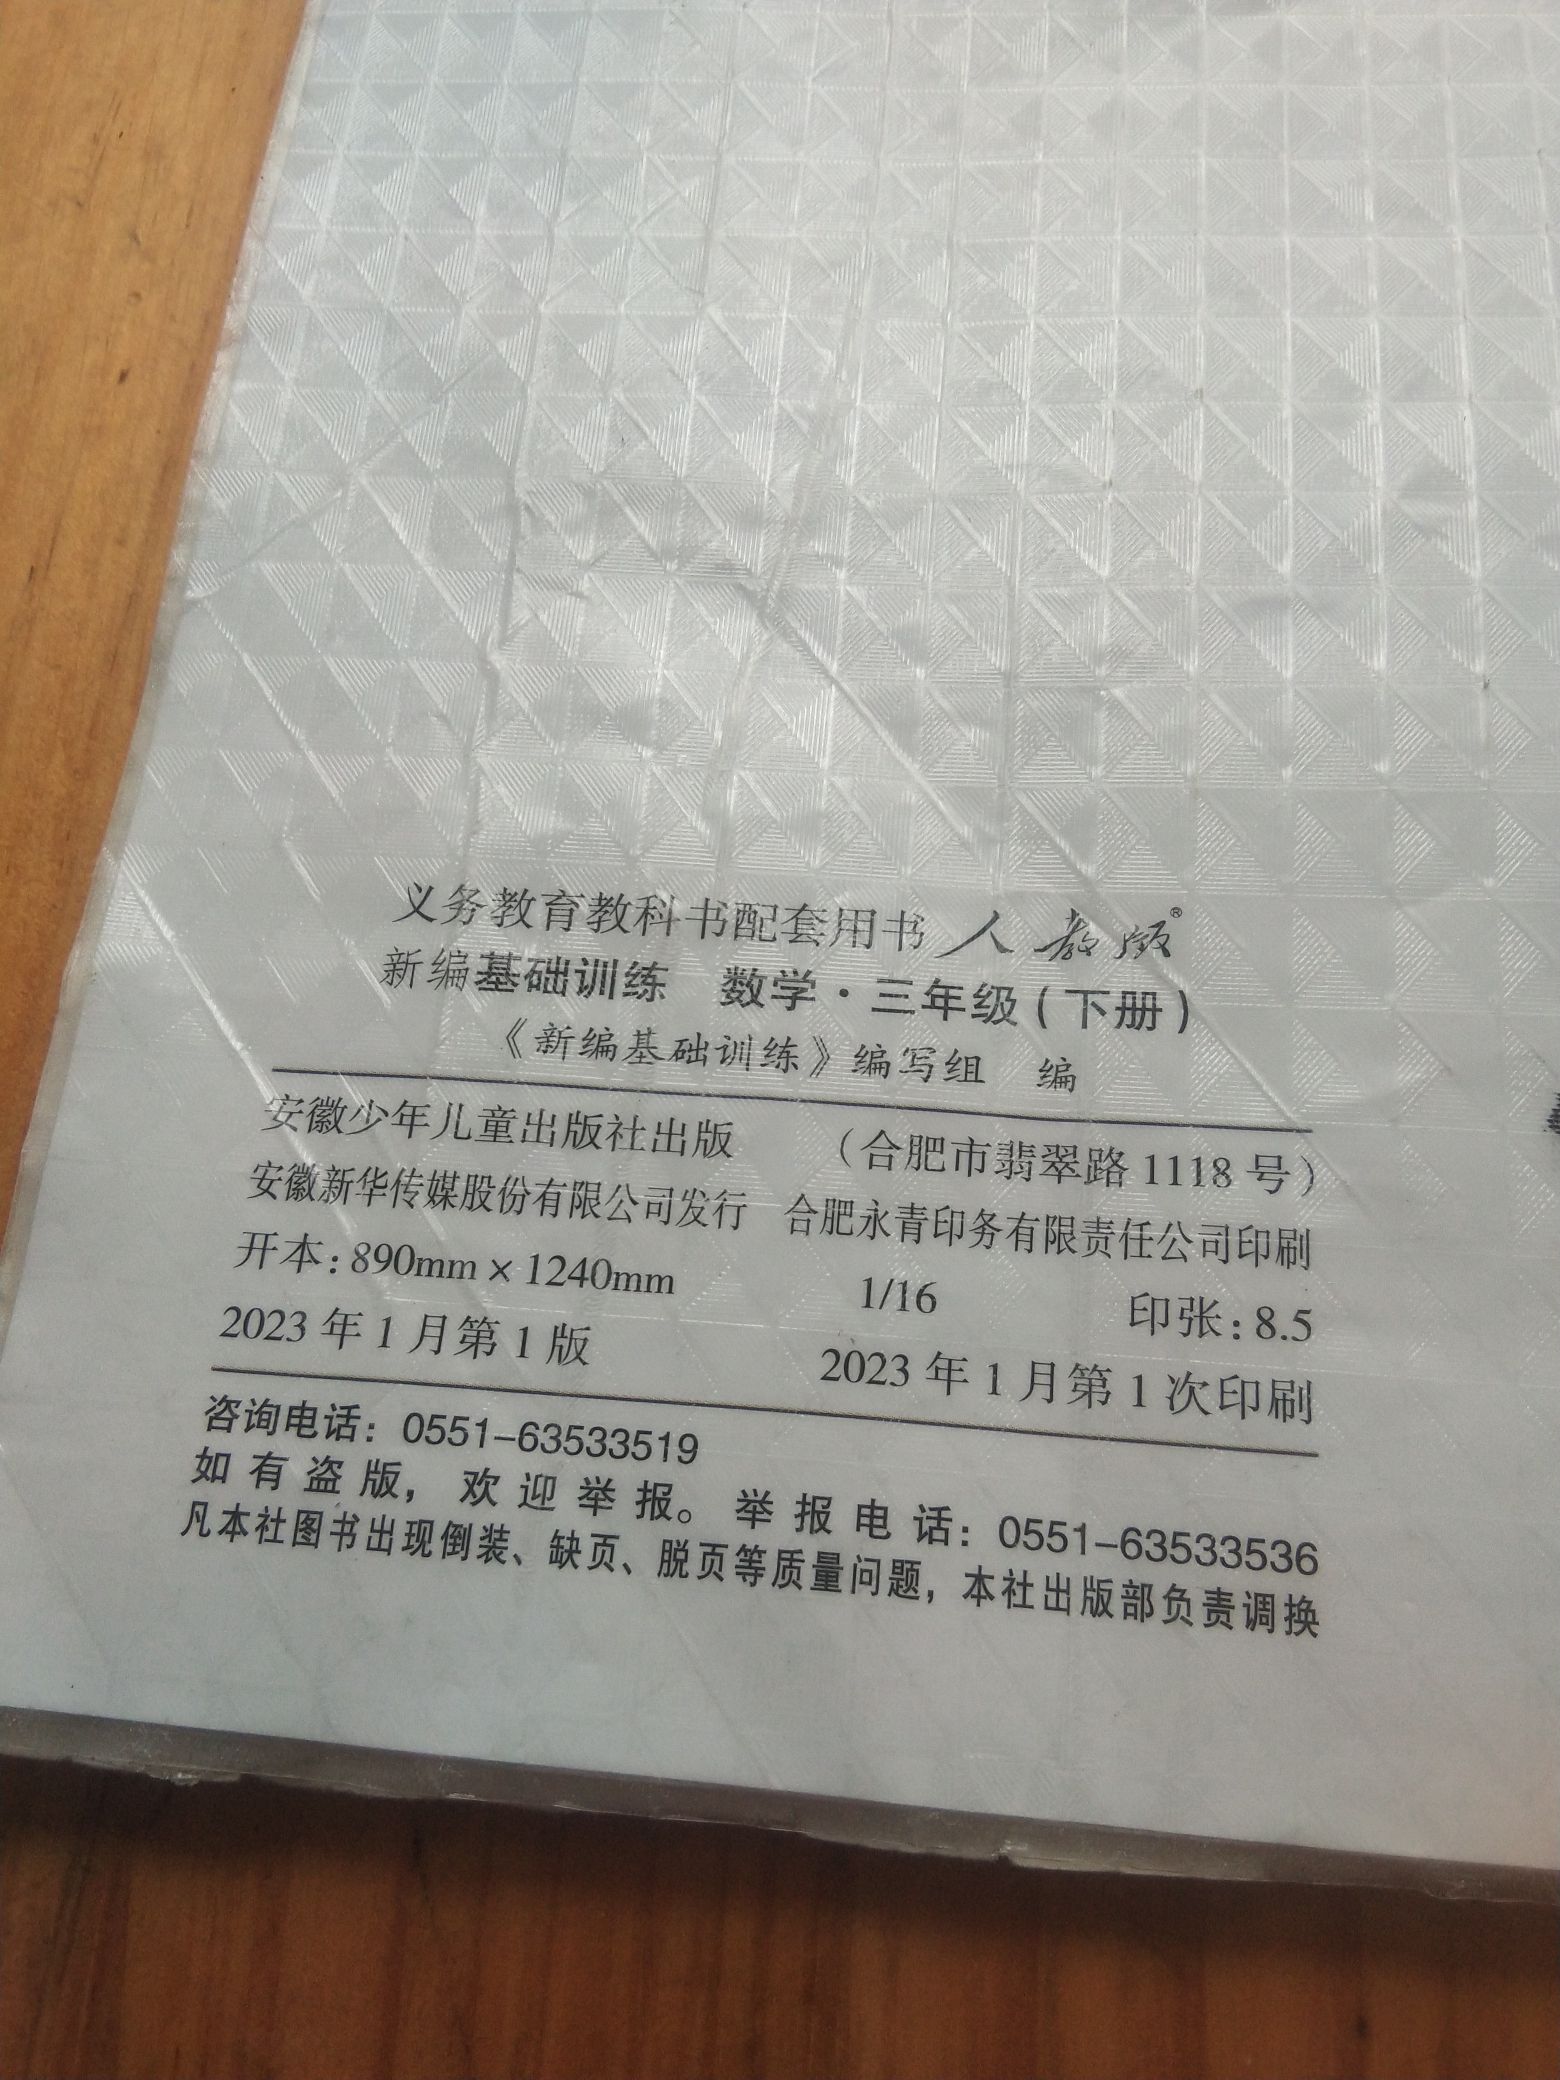 义务教育教科书配套用书 人教版®
新编基础训练 数学·三年级(下册)
《新编基础训练》编写组 编
安徽少年儿童出版社出版 (合肥市翡翠路1118号)
安徽新华传媒股份有限公司发行 合肥永青印务有限责任公司印刷
开本:890mm×1240mm 1/16 印张:8.5
2023年1月第1版 2023年1月第1次印刷
咨询电话:0551-63533519
如有盗版,欢迎举报。举报电话:0551-63533536
凡本社图书出现倒装、缺页、脱页等质量问题,本社出版部负责调换